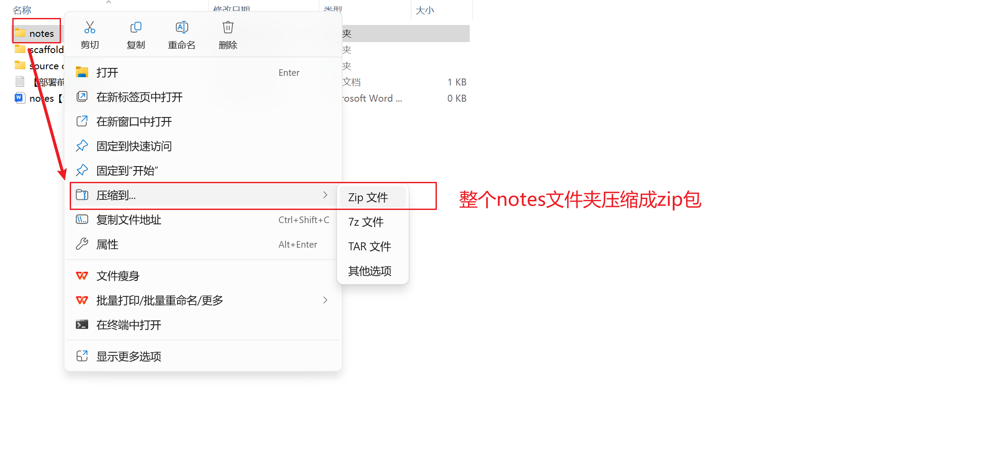 名称
修改日期
类型
大小
notes
夹
scaffold
夹
source
夹
【部署前
文档
1 KB
notes【
rosoft Word ...
0 KB
剪切
复制
重命名
删除
打开
Enter
在新标签页中打开
在新窗口中打开
固定到快速访问
固定到“开始”
压缩到...
复制文件地址
Ctrl+Shift+C
属性
Alt+Enter
文件瘦身
批量打印/批量重命名/更多
在终端中打开
显示更多选项
Zip 文件
7z 文件
TAR 文件
其他选项
整个notes文件夹压缩成zip包